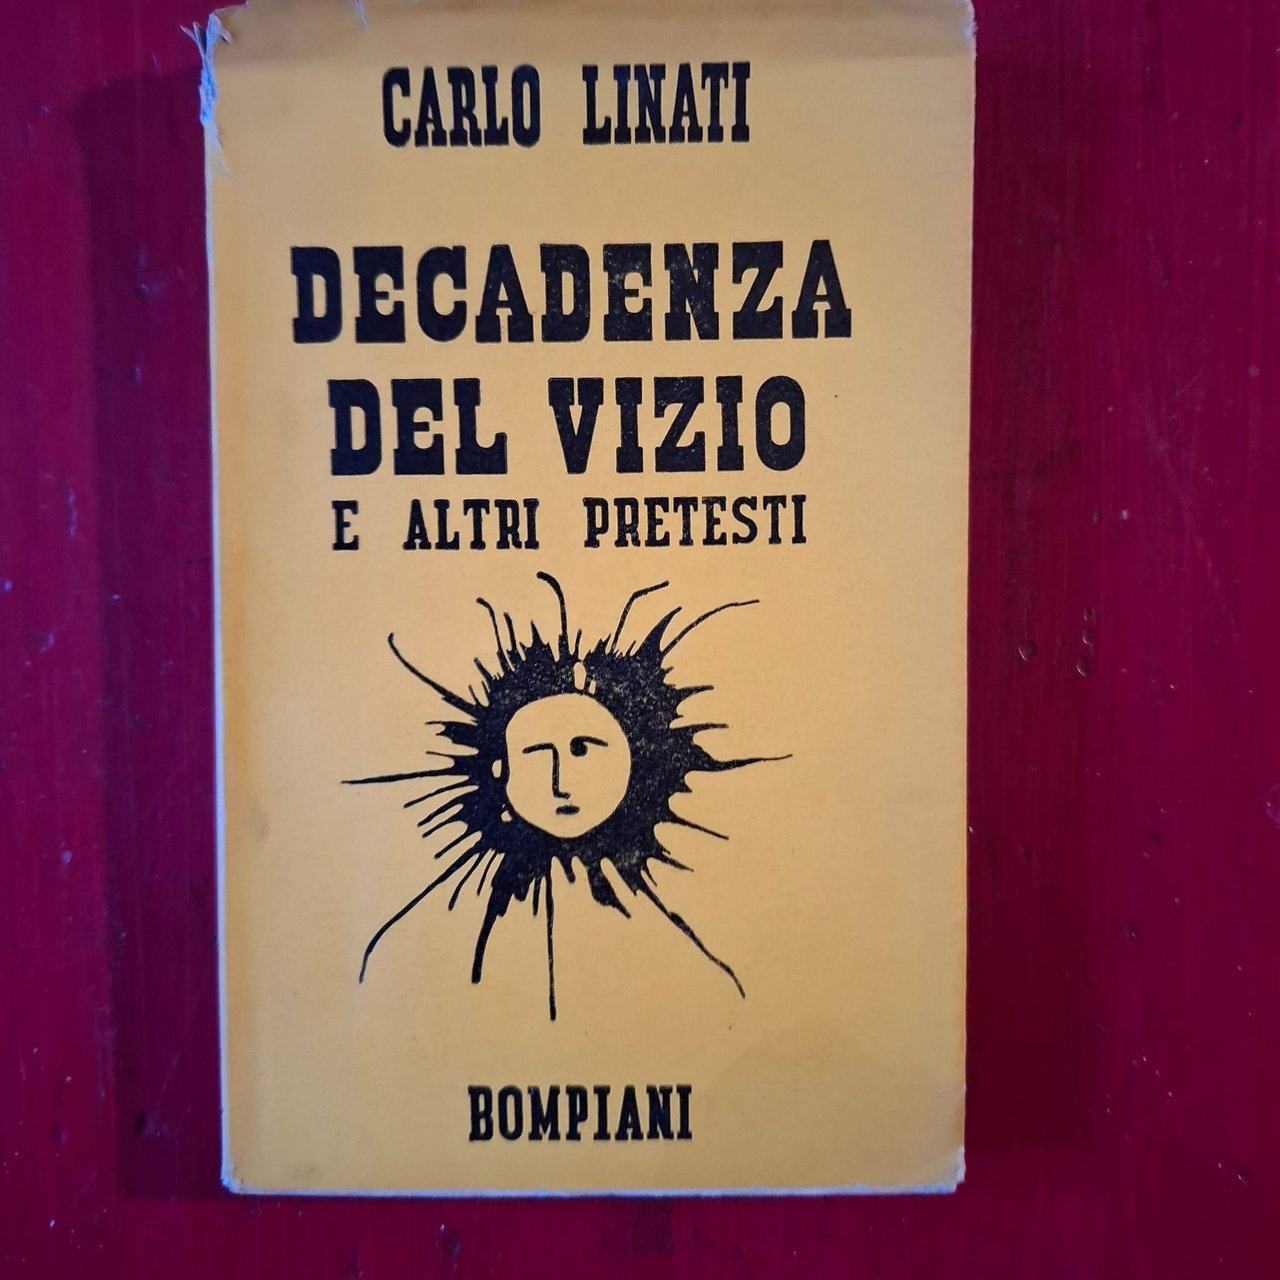 CARLO LINATI
DECADENZA
DEL VIZIO
E ALTRI PRETESTI
BOMPIANI